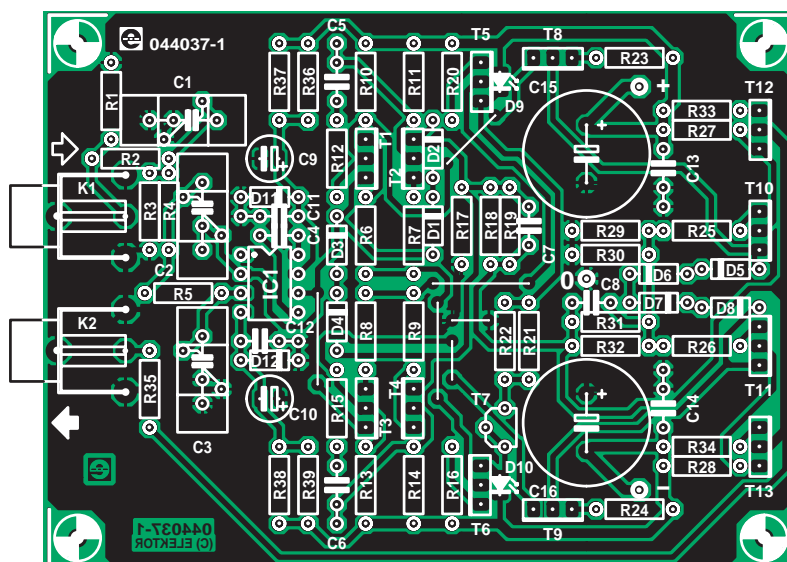 044037-1
C5
T5
T8
R23
C1
R1
R37
R36
R10
R11
R20
D9
C15
+
T12
R33
R27
R2
C9
R12
T1
T2
D2
+
C13
K1
R3
R4
D11
C11
C4
D3
R6
R7
D1
R17
R18
R19
C7
R29
R25
T10
R30
C2
IC1
0
C8
D6
D5
R5
D7
D8
K2
C12
D4
R8
R9
R22
R21
R31
R32
R26
D12
R35
C10
R15
T3
T4
T7
+
C14
T11
C3
R34
R28
R38
R39
R13
R14
R16
D10
C16
R24
–
T13
C6
T6
T9
044037-1
(C) ELEKTOR